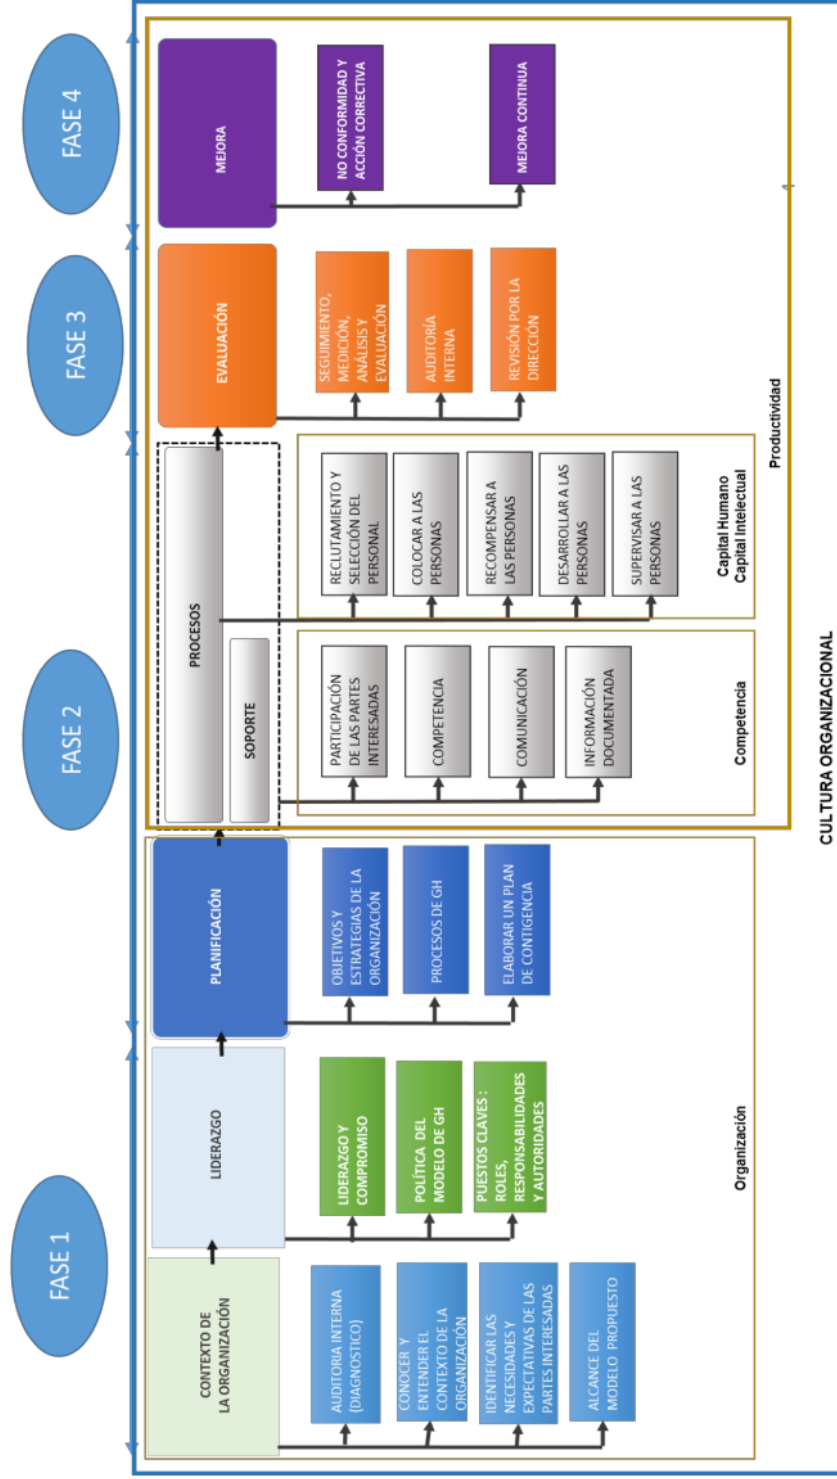 FASE 1
FASE 2
FASE 3
FASE 4
CONTEXTO DE
LA ORGANIZACIÓN
AUDITORIA INTERNA
(DIAGNOSTICO)
CONOCER Y
ENTENDER EL
CONTEXTO DE LA
ORGANIZACIÓN
IDENTIFICAR LAS
NECESIDADES Y
EXPECTATIVAS DE LAS
PARTES INTERESADAS
ALCANCE DEL
MODELO PROPUESTO
LIDERAZGO
LIDERAZGO Y
COMPROMISO
POLÍTICA DEL
MODELO DE GH
PUESTOS CLAVES :
ROLES,
RESPONSABILIDADES
Y AUTORIDADES
PLANIFICACIÓN
OBJETIVOS Y
ESTRATEGIAS DE LA
ORGANIZACIÓN
PROCESOS DE GH
ELABORAR UN PLAN
DE CONTIGENCIA
Organización
PROCESOS
SOPORTE
PARTICIPACIÓN
DE LAS PARTES
INTERESADAS
COMPETENCIA
COMUNICACIÓN
INFORMACIÓN
DOCUMENTADA
Competencia
RECLUTAMIENTO Y
SELECCIÓN DEL
PERSONAL
COLOCAR A LAS
PERSONAS
RECOMPENSAR A
LAS PERSONAS
DESARROLLAR A LAS
PERSONAS
SUPERVISAR A LAS
PERSONAS
Capital Humano
Capital Intelectual
EVALUACIÓN
SEGUIMIENTO,
MEDICIÓN,
ANÁLISIS Y
EVALUACIÓN
AUDITORÍA
INTERNA
REVISIÓN POR LA
DIRECCIÓN
MEJORA
NO CONFORMIDAD Y
ACCIÓN CORRECTIVA
MEJORA CONTINUA
Productividad
CULTURA ORGANIZACIONAL